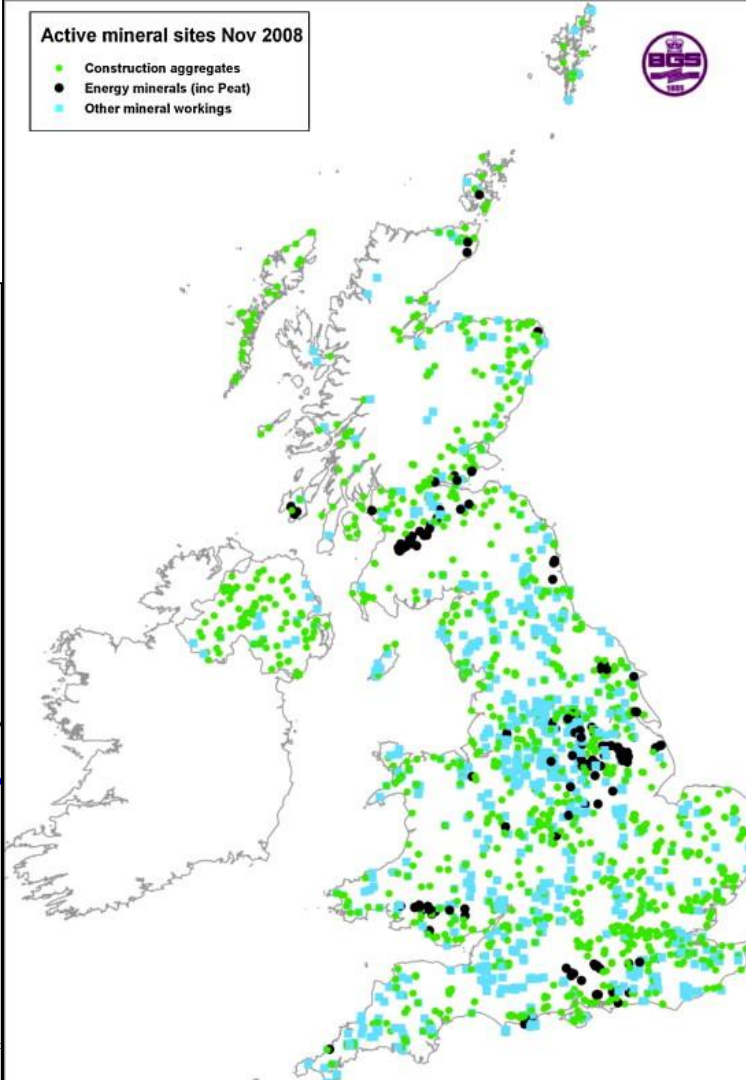 Active mineral sites Nov 2008
Construction aggregates
Energy minerals (inc Peat)
Other mineral workings
BGS
1835